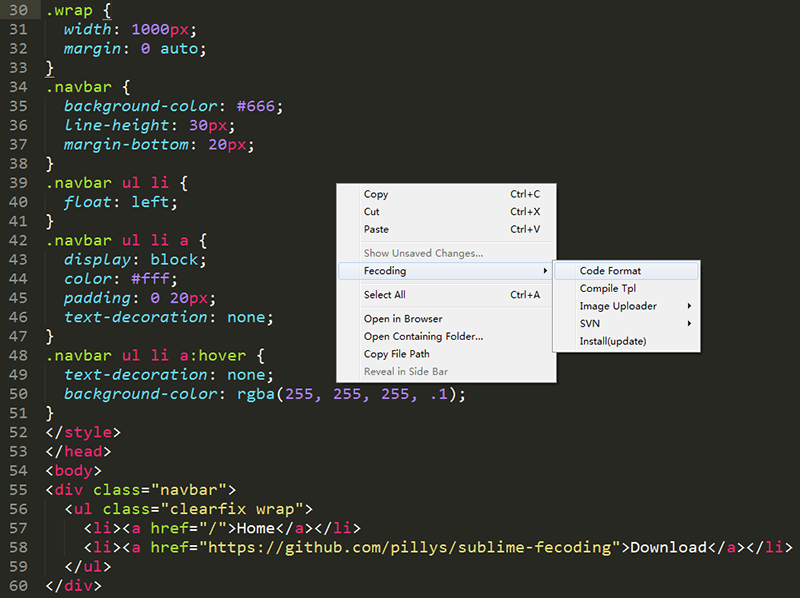 30 .wrap {
31 width: 1000px;
32 margin: 0 auto;
33 }
34 .navbar {
35 background-color: #666;
36 line-height: 30px;
37 margin-bottom: 20px;
38 }
39 .navbar ul li {
40 float: left;
41 }
42 .navbar ul li a {
43 display: block;
44 color: #fff;
45 padding: 0 20px;
46 text-decoration: none;
47 }
48 .navbar ul li a:hover {
49 text-decoration: none;
50 background-color: rgba(255, 255, 255, .1);
51 }
52 </style>
53 </head>
54 <body>
55 <div class="navbar">
56 <ul class="clearfix wrap">
57 <li><a href="/">Home</a></li>
58 <li><a href="https://github.com/pillys/sublime-fecoding">Download</a></li>
59 </ul>
60 </div>
Copy Ctrl+C
Cut Ctrl+X
Paste Ctrl+V
Show Unsaved Changes...
Fecoding
Select All Ctrl+A
Open in Browser
Open Containing Folder...
Copy File Path
Reveal in Side Bar
Code Format
Compile Tpl
Image Uploader
SVN
Install(update)